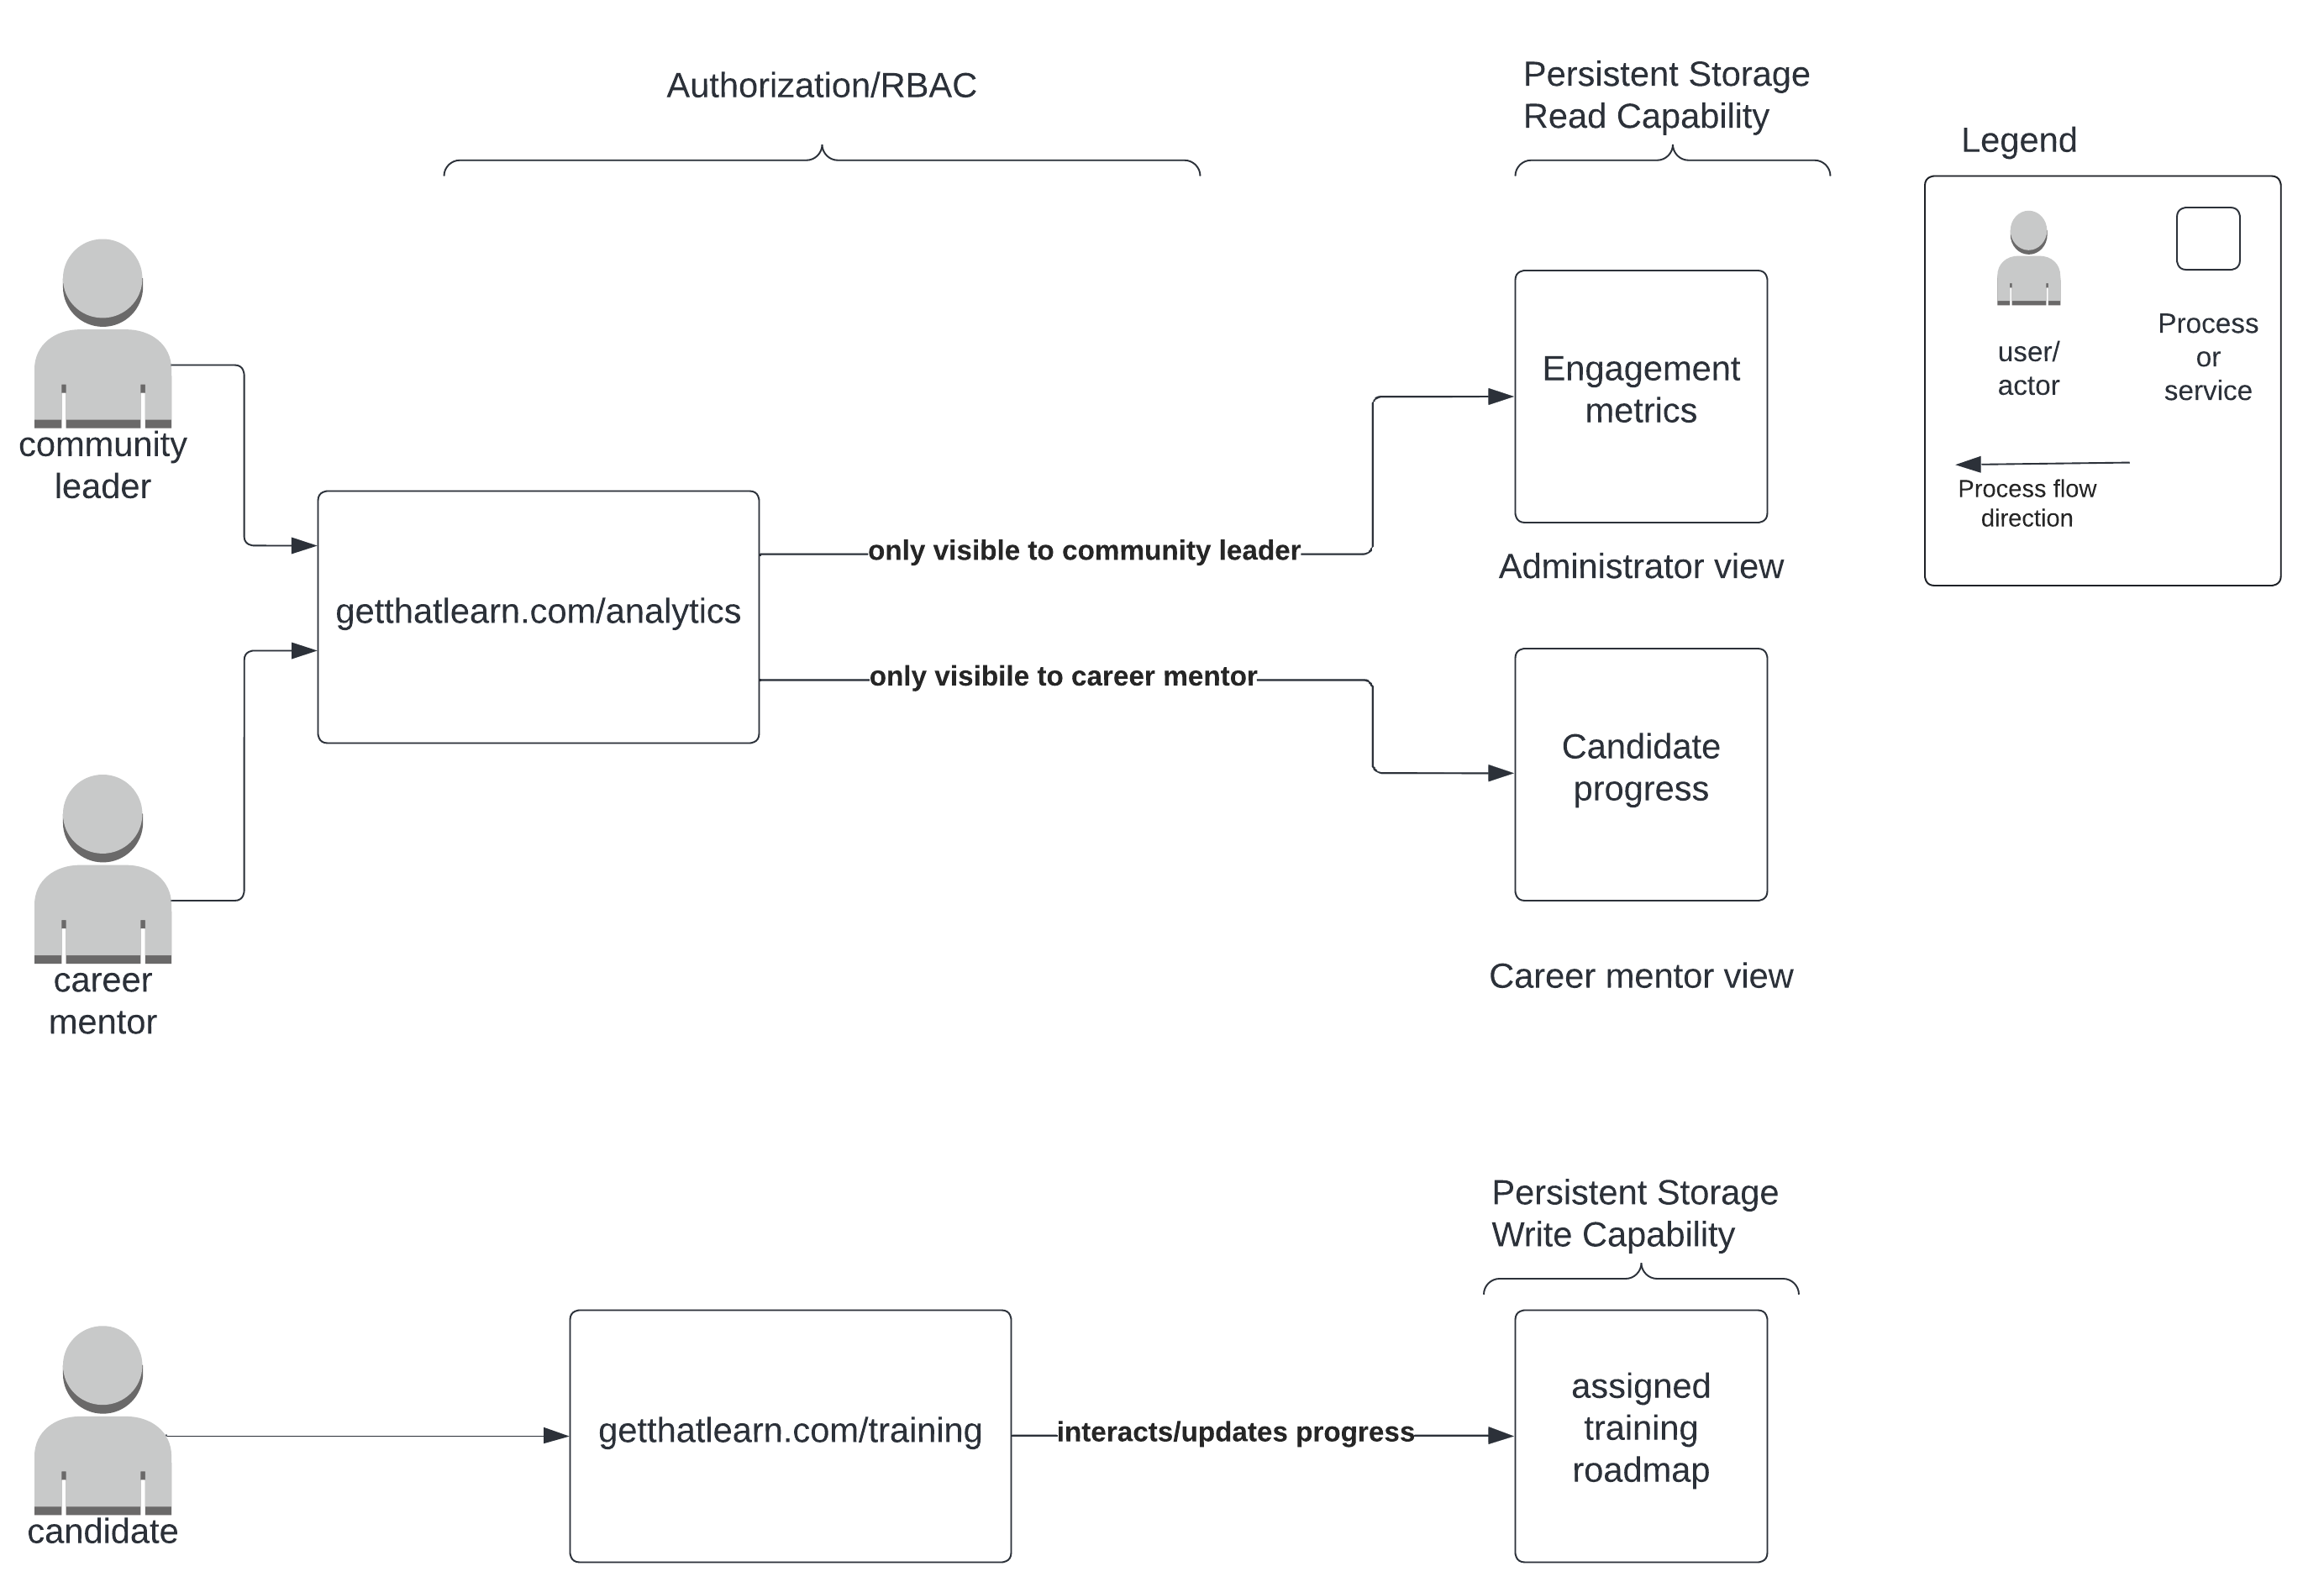 Authorization/RBAC
Persistent Storage
Read Capability
Legend
user/
actor
Process
or
service
Process flow
direction
community
leader
getthatlearn.com/analytics
only visible to community leader
Engagement
metrics
Administrator view
only visibile to career mentor
Candidate
progress
Career mentor view
career
mentor
Persistent Storage
Write Capability
candidate
getthatlearn.com/training
interacts/updates progress
assigned
training
roadmap